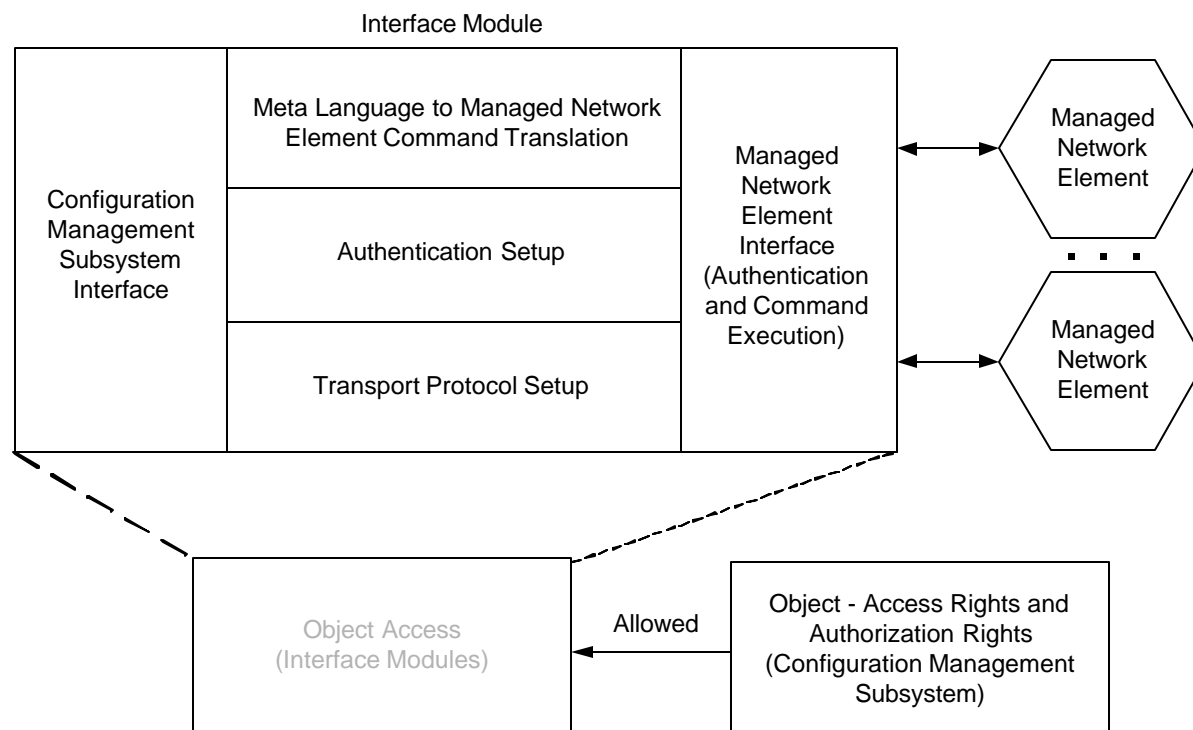 Interface Module
Configuration
Management
Subsystem
Interface
Meta Language to Managed Network
Element Command Translation
Authentication Setup
Transport Protocol Setup
Managed
Network
Element
Interface
(Authentication
and Command
Execution)
Managed
Network
Element
Managed
Network
Element
Object Access
(Interface Modules)
Allowed
Object - Access Rights and
Authorization Rights
(Configuration Management
Subsystem)